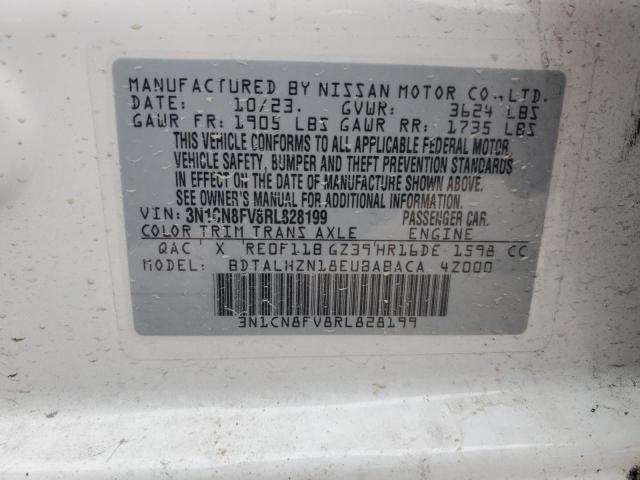 MANUFACTURED BY NISSAN MOTOR CO.,LTD.
DATE: 10/23. GVWR: 3624 LBS
GAWR FR: 1905 LBS GAWR RR: 1735 LBS
THIS VEHICLE CONFORMS TO ALL APPLICABLE FEDERAL MOTOR
VEHICLE SAFETY, BUMPER AND THEFT PREVENTION STANDARDS
IN EFFECT ON THE DATE OF MANUFACTURE SHOWN ABOVE.
SEE OWNER'S MANUAL FOR ADDITIONAL INFORMATION.
VIN: 3N1CN8FV8RL828199 PASSENGER CAR.
COLOR TRIM TRANS AXLE ENGINE
QAC X RE0F11B GZ39 HR16DE 1598 CC
MODEL: BDTALHZN18EUBABACA 4Z000
3N1CN8FV8RL828199